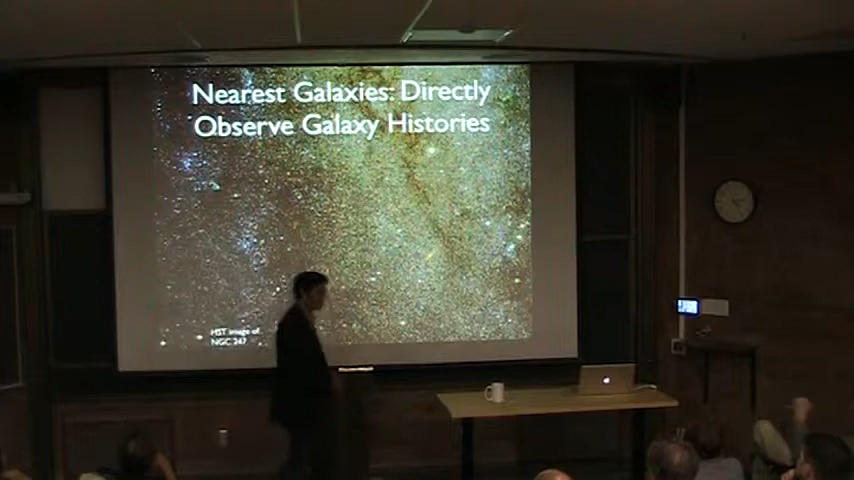 Nearest Galaxies: Directly
Observe Galaxy Histories
HST image of
NGC 247